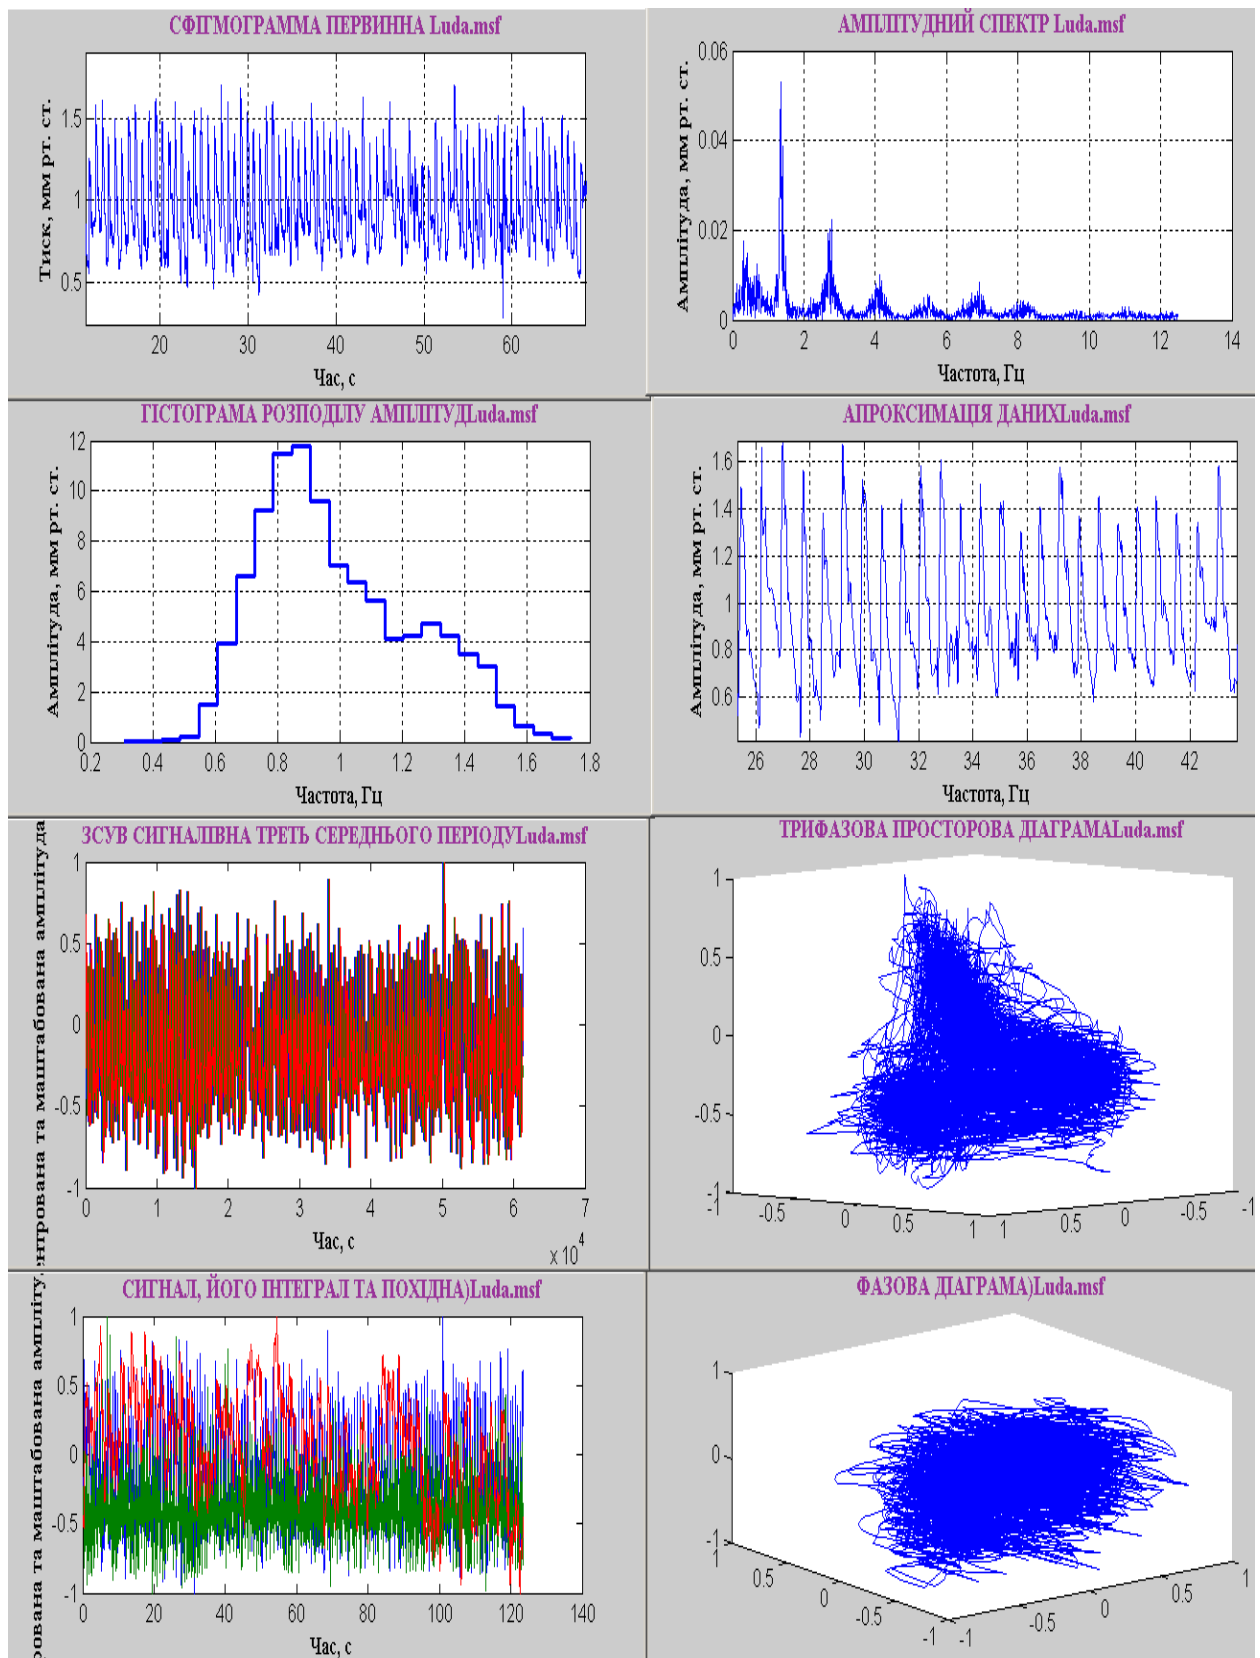 СФІГМОГРАММА ПЕРВИННА Luda.msf
Тиск, мм рт. ст.
1.5
1
0.5
20 30 40 50 60
Час, с
АМПЛІТУДНИЙ СПЕКТР Luda.msf
Амплітуда, мм рт. ст.
0.06
0.04
0.02
0
0 2 4 6 8 10 12 14
Частота, Гц
ГІСТОГРАМА РОЗПОДІЛУ АМПЛІТУДLuda.msf
Амплітуда, мм рт. ст.
12
10
8
6
4
2
0
0.2 0.4 0.6 0.8 1 1.2 1.4 1.6 1.8
Частота, Гц
АПРОКСИМАЦІЯ ДАНИХLuda.msf
Амплітуда, мм рт. ст.
1.6
1.4
1.2
1
0.8
0.6
26 28 30 32 34 36 38 40 42
Частота, Гц
ЗСУВ СИГНАЛІВНА ТРЕТЬ СЕРЕДНЬОГО ПЕРІОДУLuda.msf
нтрована та маштабована амплітуда
1
0.5
0
-0.5
-1
0 1 2 3 4 5 6 7
Час, с
x 10^4
ТРИФАЗОВА ПРОСТОРОВА ДІАГРАМАLuda.msf
1
0.5
0
-0.5
-1
-1 -0.5 0 0.5 1
1 0.5 0 -0.5 -1
СИГНАЛ, ЙОГО ІНТЕГРАЛ ТА ПОХІДНА)Luda.msf
рована та маштабована амплітуд
1
0.5
0
-0.5
-1
0 20 40 60 80 100 120 140
Час, с
ФАЗОВА ДІАГРАМА)Luda.msf
1
0
-1
1 0.5 0 -0.5 -1
-1 -0.5 0 0.5 1